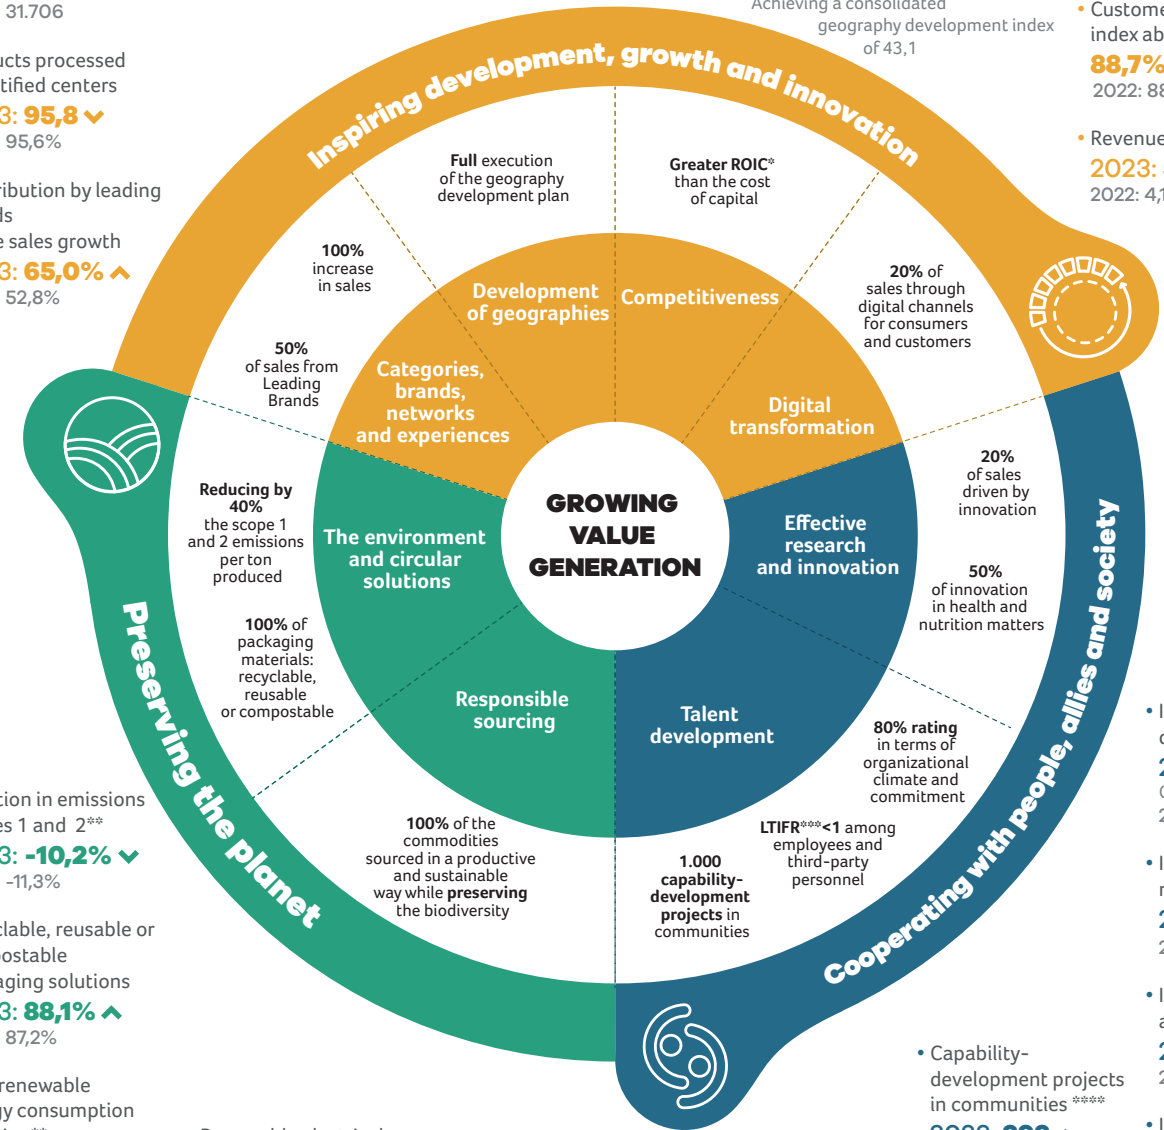 31.706
ucts processed
tified centers
3: 95,8
95,6%
ribution by leading
ds
e sales growth
3: 65,0%
52,8%
Achieving a consolidated
geography development index
of 43,1
• Custome
index ab
88,7%
2022: 88
• Revenue
2023:
2022: 4,1
Inspiring development, growth and innovation
Full execution
of the geography
development plan
Greater ROIC*
than the cost
of capital
100%
increase
in sales
50%
of sales from
Leading
Brands
20% of
sales through
digital channels
for consumers
and customers
Development
of geographies
Competitiveness
Categories,
brands,
networks
and experiences
Digital
transformation
GROWING
VALUE
GENERATION
The environment
and circular
solutions
Effective
research
and innovation
Responsible
sourcing
Talent
development
Reducing by
40%
the scope 1
and 2 emissions
per ton
produced
100% of
packaging
materials:
recyclable,
reusable
or compostable
100% of the
commodities
sourced in a productive
and sustainable
way while preserving
the biodiversity
20%
of sales
driven by
innovation
50%
of innovation
in health and
nutrition matters
80% rating
in terms of
organizational
climate and
commitment
LTIFR***<1 among
employees and
third-party
personnel
1.000
capability-
development
projects in
communities
Preserving the planet
Cooperating with people, allies and society
tion in emissions
es 1 and 2**
3: -10,2%
-11,3%
clable, reusable or
postable
aging solutions
3: 88,1%
87,2%
renewable
gy consumption
• Capability-
development projects
in communities ****